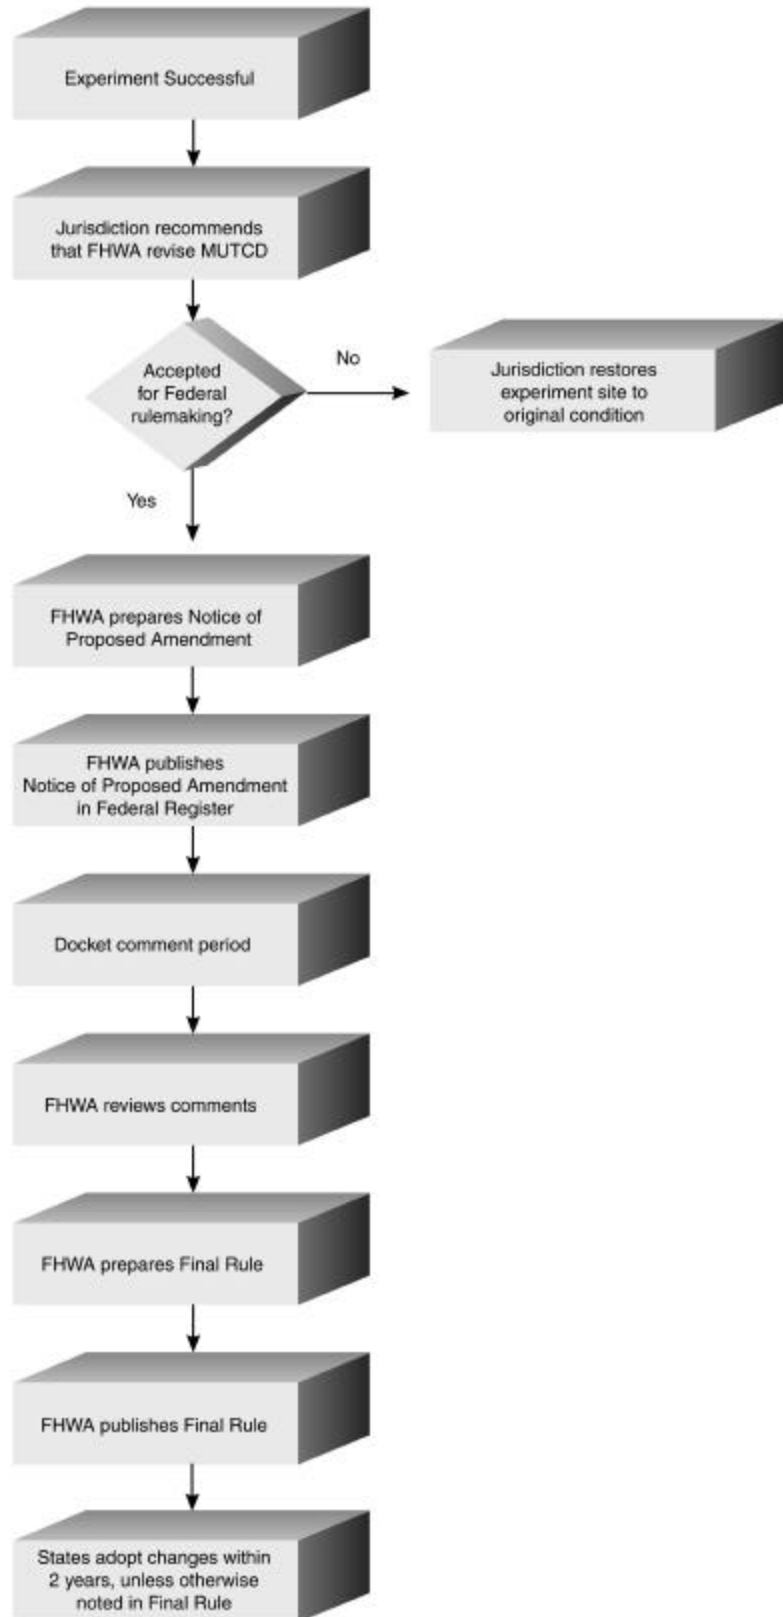 Experiment Successful
Jurisdiction recommends
that FHWA revise MUTCD
Accepted
for Federal
rulemaking?
No
Jurisdiction restores
experiment site to
original condition
Yes
FHWA prepares Notice of
Proposed Amendment
FHWA publishes
Notice of Proposed Amendment
in Federal Register
Docket comment period
FHWA reviews comments
FHWA prepares Final Rule
FHWA publishes Final Rule
States adopt changes within
2 years, unless otherwise
noted in Final Rule